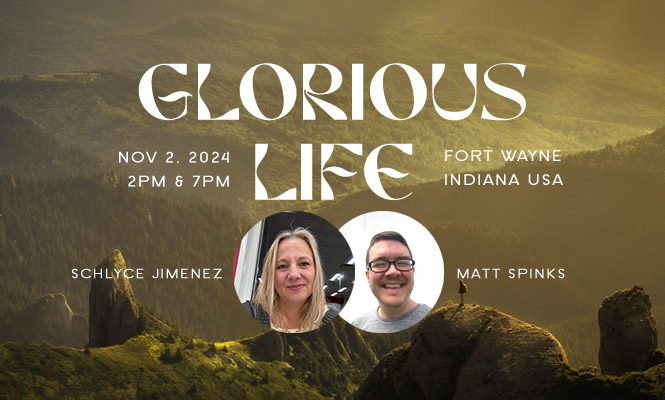 GLORIOUS
LIFE
NOV 2, 2024
2PM & 7PM
FORT WAYNE
INDIANA USA
SCHLYCE JIMENEZ
MATT SPINKS